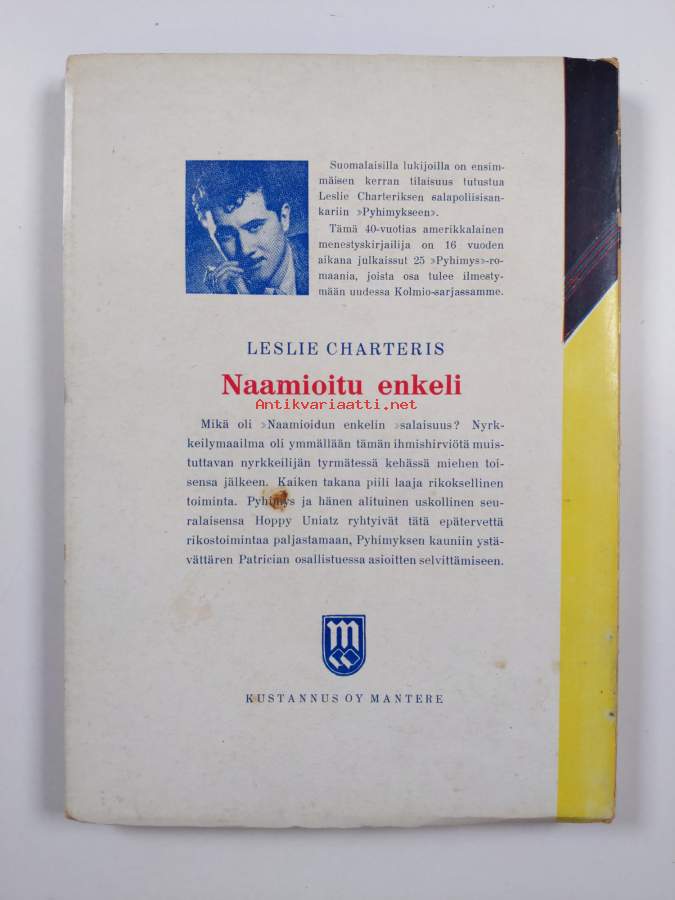 Suomalaisilla lukijoilla on ensim-
mäisen kerran tilaisuus tutustua
Leslie Charteriksen salapoliisisan-
kariin »Pyhimykseen».
Tämä 40-vuotias amerikkalainen
menestyskirjailija on 16 vuoden
aikana julkaissut 25 »Pyhimys»-ro-
maania, joista osa tulee ilmesty-
mään uudessa Kolmio-sarjassamme.
LESLIE CHARTERIS
Naamioitu enkeli
Antikvariaatti.net
Mikä oli »Naamioidun enkelin »salaisuus? Nyrk-
keilymaailma oli ymmällään tämän ihmishirviötä muis-
tuttavan nyrkkeilijän tyrmätessä kehässä miehen toi-
sensa jälkeen. Kaiken takana piili laaja rikoksellinen
toiminta. Pyhimys ja hänen alituinen uskollinen seu-
ralaisensa Hoppy Uniatz ryhtyivät tätä epätervettä
rikostoimintaa paljastamaan, Pyhimyksen kauniin ystä-
vättären Patrician osallistuessa asioitten selvittämiseen.
m
KUSTANNUS OY MANTERE